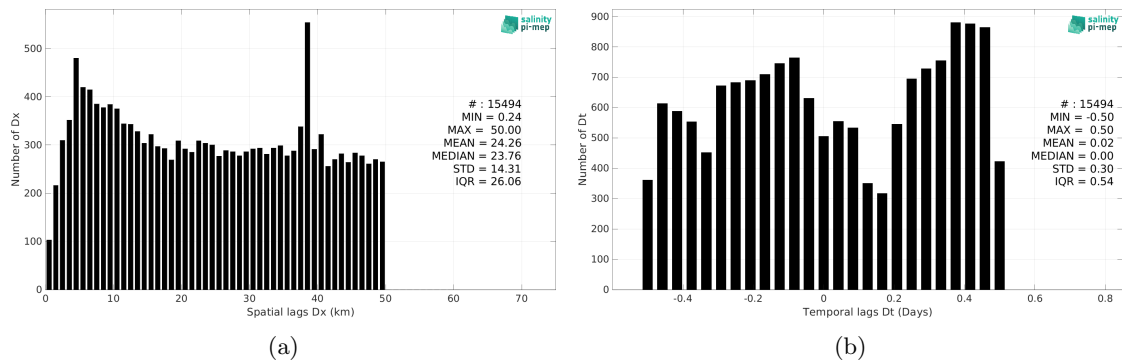 salinity
pi-mep
500
400
300
200
100
0
Number of Dx
# : 15494
MIN = 0.24
MAX = 50.00
MEAN = 24.26
MEDIAN = 23.76
STD = 14.31
IQR = 26.06
0 10 20 30 40 50 60 70
Spatial lags Dx (km)
(a)
salinity
pi-mep
900
800
700
600
500
400
300
200
100
0
Number of Dt
# : 15494
MIN = -0.50
MAX = 0.50
MEAN = 0.02
MEDIAN = 0.00
STD = 0.30
IQR = 0.54
-0.4 -0.2 0 0.2 0.4 0.6 0.8
Temporal lags Dt (Days)
(b)